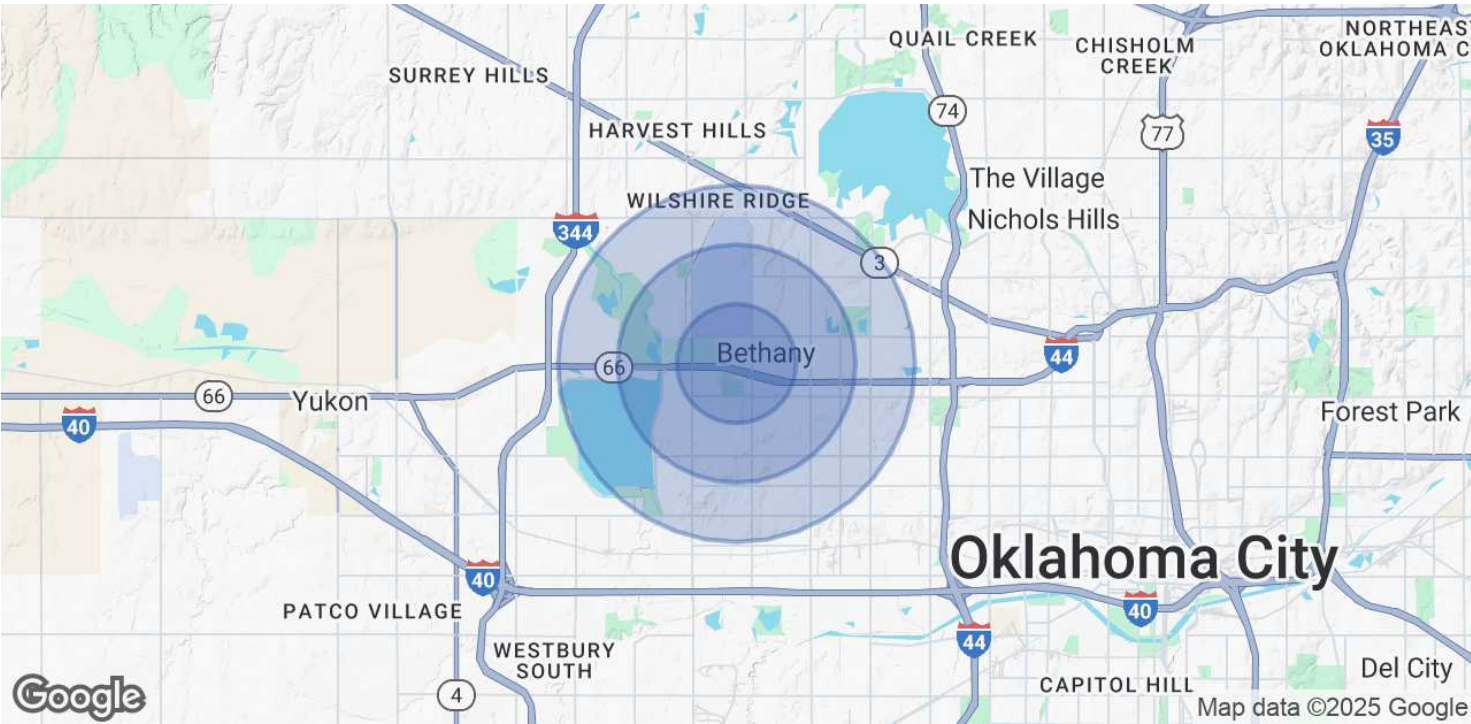 NORTHEAS
OKLAHOMA C
QUAIL CREEK
CHISHOLM
CREEK
SURREY HILLS
74
HARVEST HILLS
77
35
The Village
WILSHIRE RIDGE
Nichols Hills
344
3
Bethany
44
66
66
Yukon
40
Forest Park
Oklahoma City
40
PATCO VILLAGE
40
44
WESTBURY
SOUTH
Del City
CAPITOL HILL
4
Google
Map data ©2025 Google